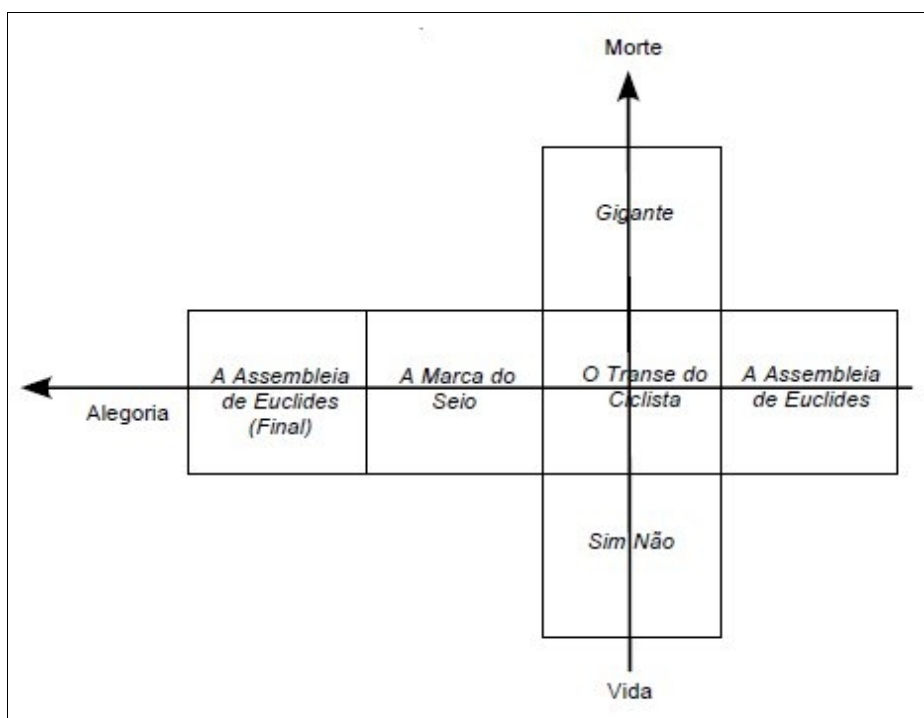 Morte
Gigante
A Assembleia
de Euclides
(Final)
A Marca do
Seio
O Transe do
Ciclista
A Assembleia
de Euclides
Alegoria
Sim Não
Vida